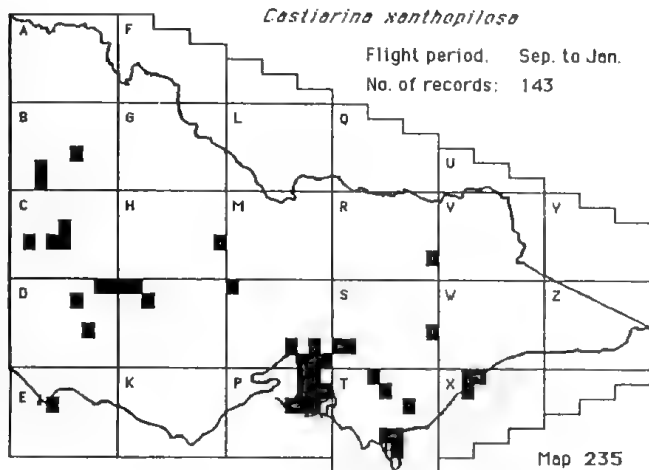 Castiarina xanthopilosa
Flight period. Sep. to Jan.
No. of records: 143
A F
B G L Q
U
C H M R V Y
D S W Z
E K P T X
Map 235